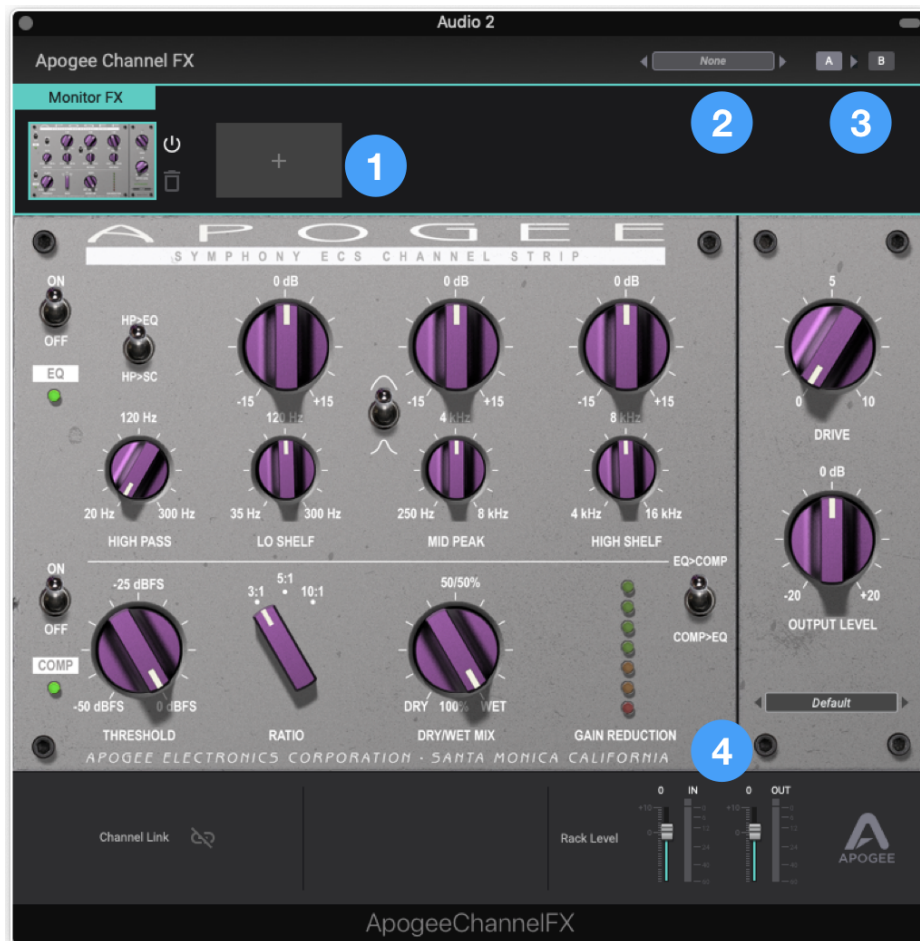 Audio 2
Apogee Channel FX
None
A
B
Monitor FX
+
1
2
3
APOGEE
SYMPHONY ECS CHANNEL STRIP
ON
OFF
EQ
HP>EQ
HP>SC
0 dB
-15
+15
0 dB
-15
+15
0 dB
-15
+15
5
0
10
DRIVE
120 Hz
20 Hz
300 Hz
HIGH PASS
120 Hz
35 Hz
300 Hz
LO SHELF
4 kHz
250 Hz
8 kHz
MID PEAK
8 kHz
4 kHz
16 kHz
HIGH SHELF
0 dB
-20
+20
OUTPUT LEVEL
ON
OFF
COMP
-25 dBFS
-50 dBFS
0 dBFS
THRESHOLD
3:1
5:1
10:1
RATIO
50/50%
DRY
100%
WET
DRY/WET MIX
GAIN REDUCTION
EQ>COMP
COMP>EQ
Default
APOGEE ELECTRONICS CORPORATION - SANTA MONICA CALIFORNIA
4
Channel Link
Rack Level
0
IN
+10
0
0
OUT
+10
0
APOGEE
ApogeeChannelFX